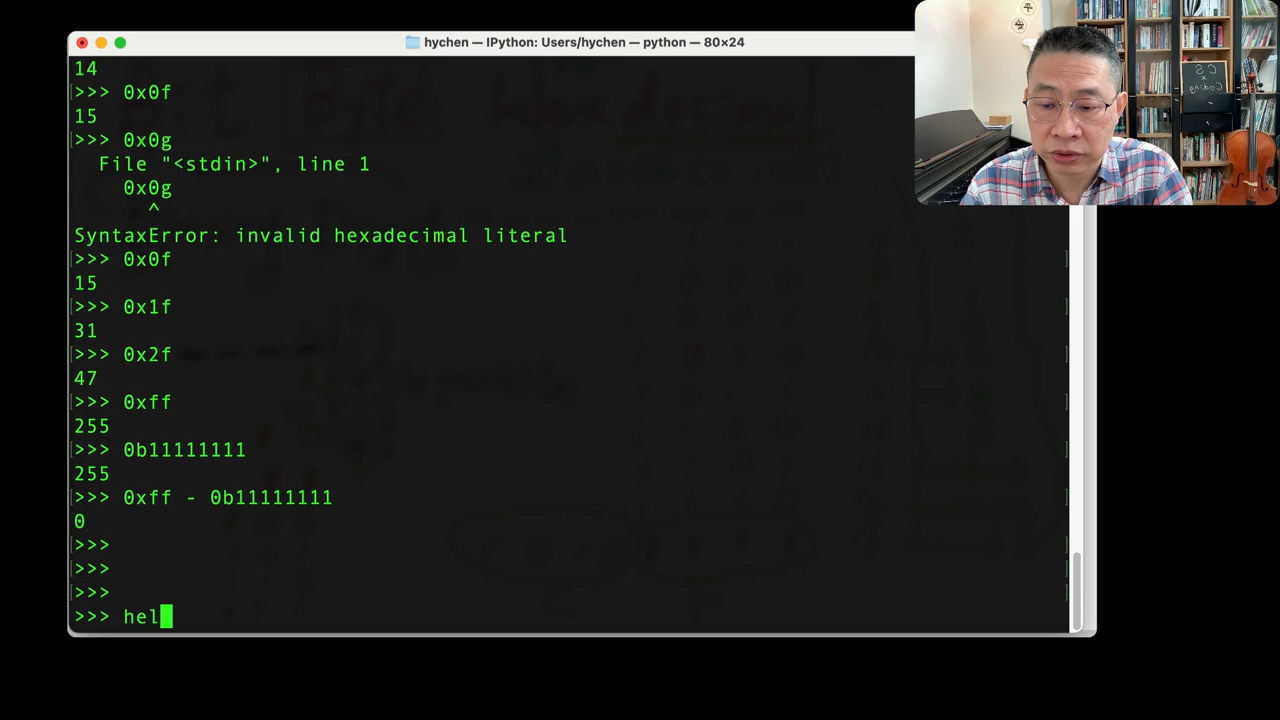 hychen — IPython: Users/hychen — python — 80×24
14
>>> 0x0f
15
>>> 0x0g
  File "<stdin>", line 1
    0x0g
       ^
SyntaxError: invalid hexadecimal literal
>>> 0x0f
15
>>> 0x1f
31
>>> 0x2f
47
>>> 0xff
255
>>> 0b11111111
255
>>> 0xff - 0b11111111
0
>>>
>>>
>>>
>>> hel